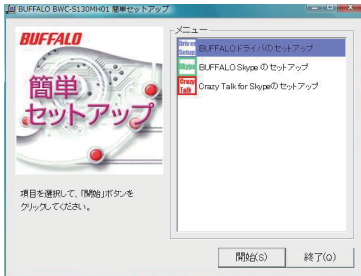 BUFFALO BWC-S130MH01 簡単セットアップ
BUFFALO
簡単
セットアップ
項目を選択して、「開始」ボタンを
クリックしてください。
メニュー
Driver
Setup
BUFFALOドライバのセットアップ
Skype
BUFFALO Skype のセットアップ
Crazy
Talk
Crazy Talk for Skypeのセットアップ
開始(S)
終了(Q)